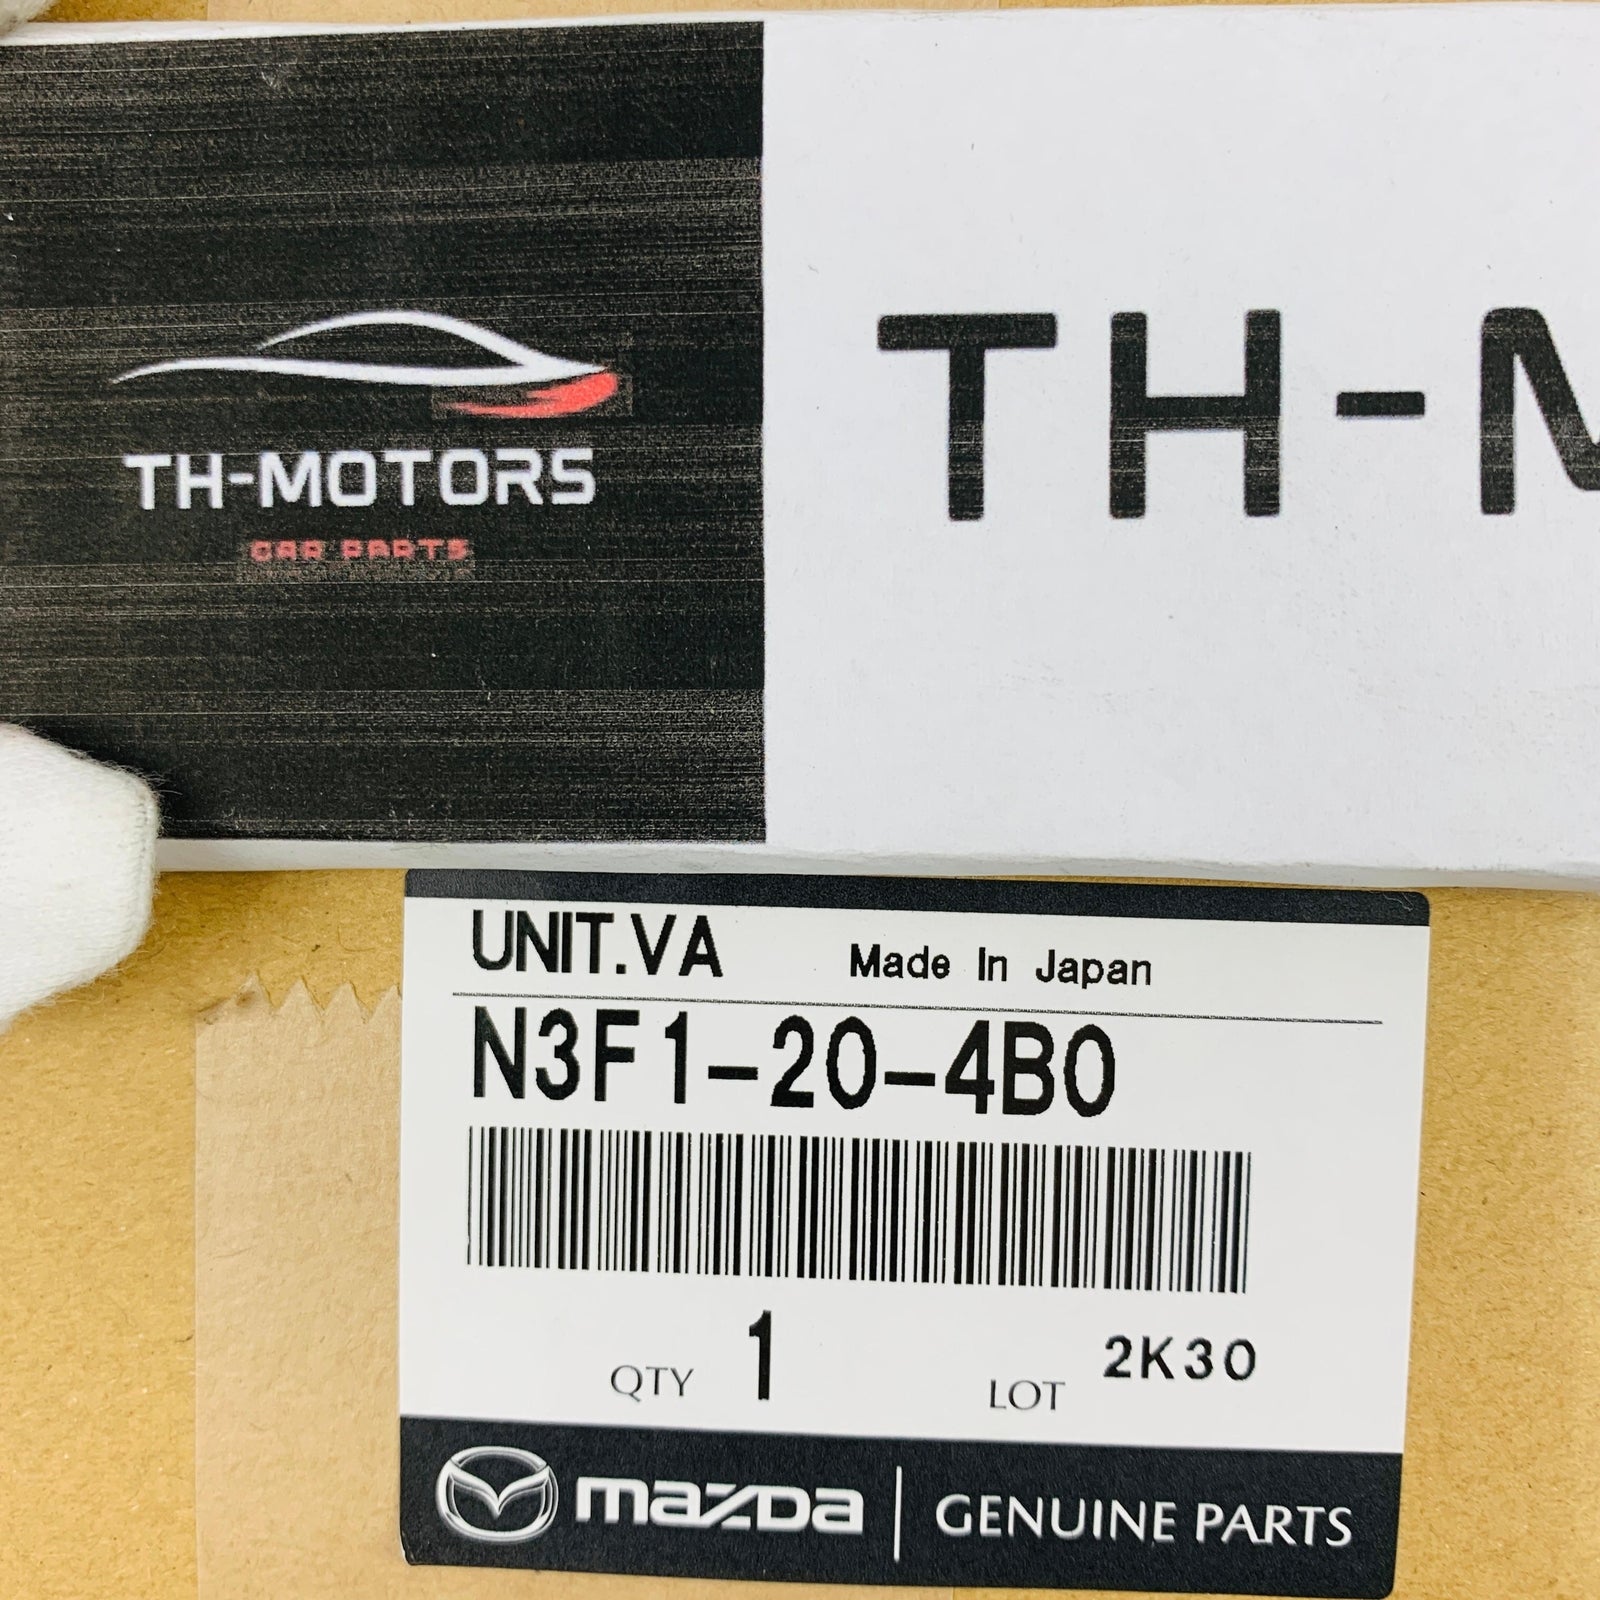 TH-MOTORS
CAR PARTS
TH-M
UNIT.VA Made In Japan
N3F1-20-4B0
QTY 1 LOT 2K30
mazda GENUINE PARTS